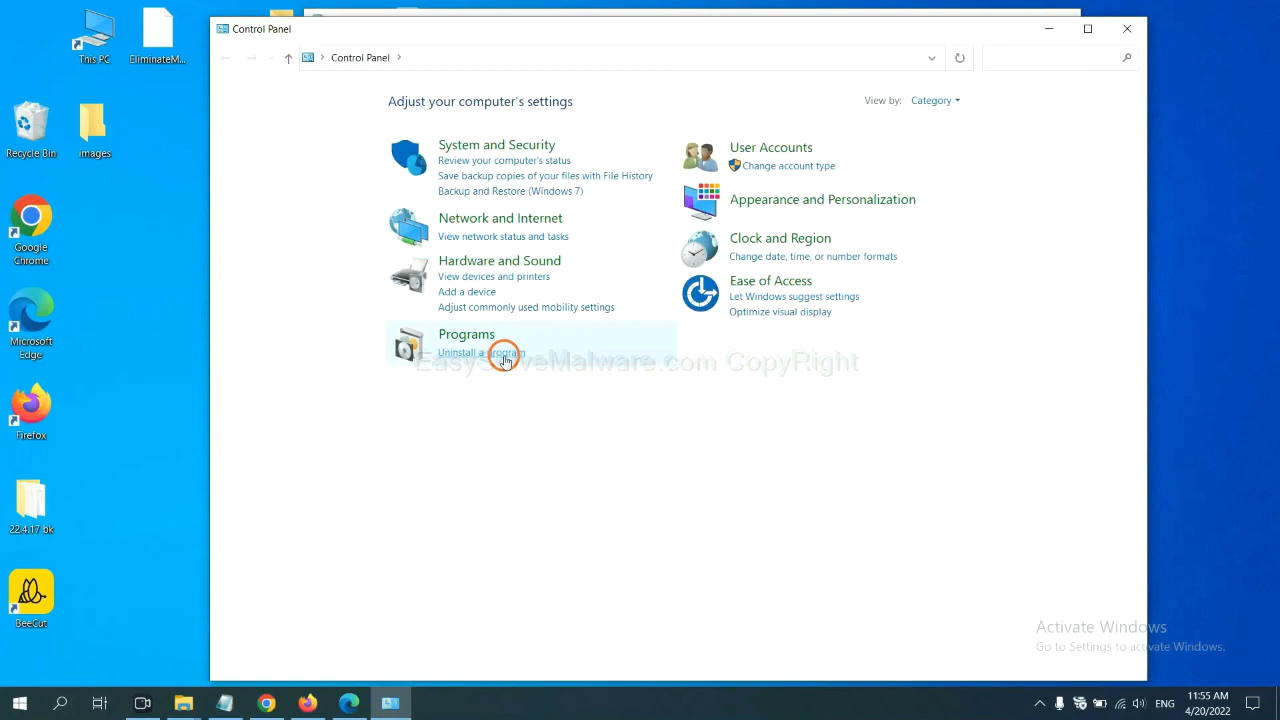 This PC
EliminateM...
Recycle Bin
images
Google
Chrome
Microsoft
Edge
Firefox
22.4.17 bk
BeeCut
Control Panel
Control Panel
Adjust your computer's settings
View by: Category
System and Security
Review your computer's status
Save backup copies of your files with File History
Backup and Restore (Windows 7)
Network and Internet
View network status and tasks
Hardware and Sound
View devices and printers
Add a device
Adjust commonly used mobility settings
Programs
Uninstall a program
User Accounts
Change account type
Appearance and Personalization
Clock and Region
Change date, time, or number formats
Ease of Access
Let Windows suggest settings
Optimize visual display
EasySolveMalware.com CopyRight
Activate Windows
Go to Settings to activate Windows.
ENG
11:55 AM
4/20/2022